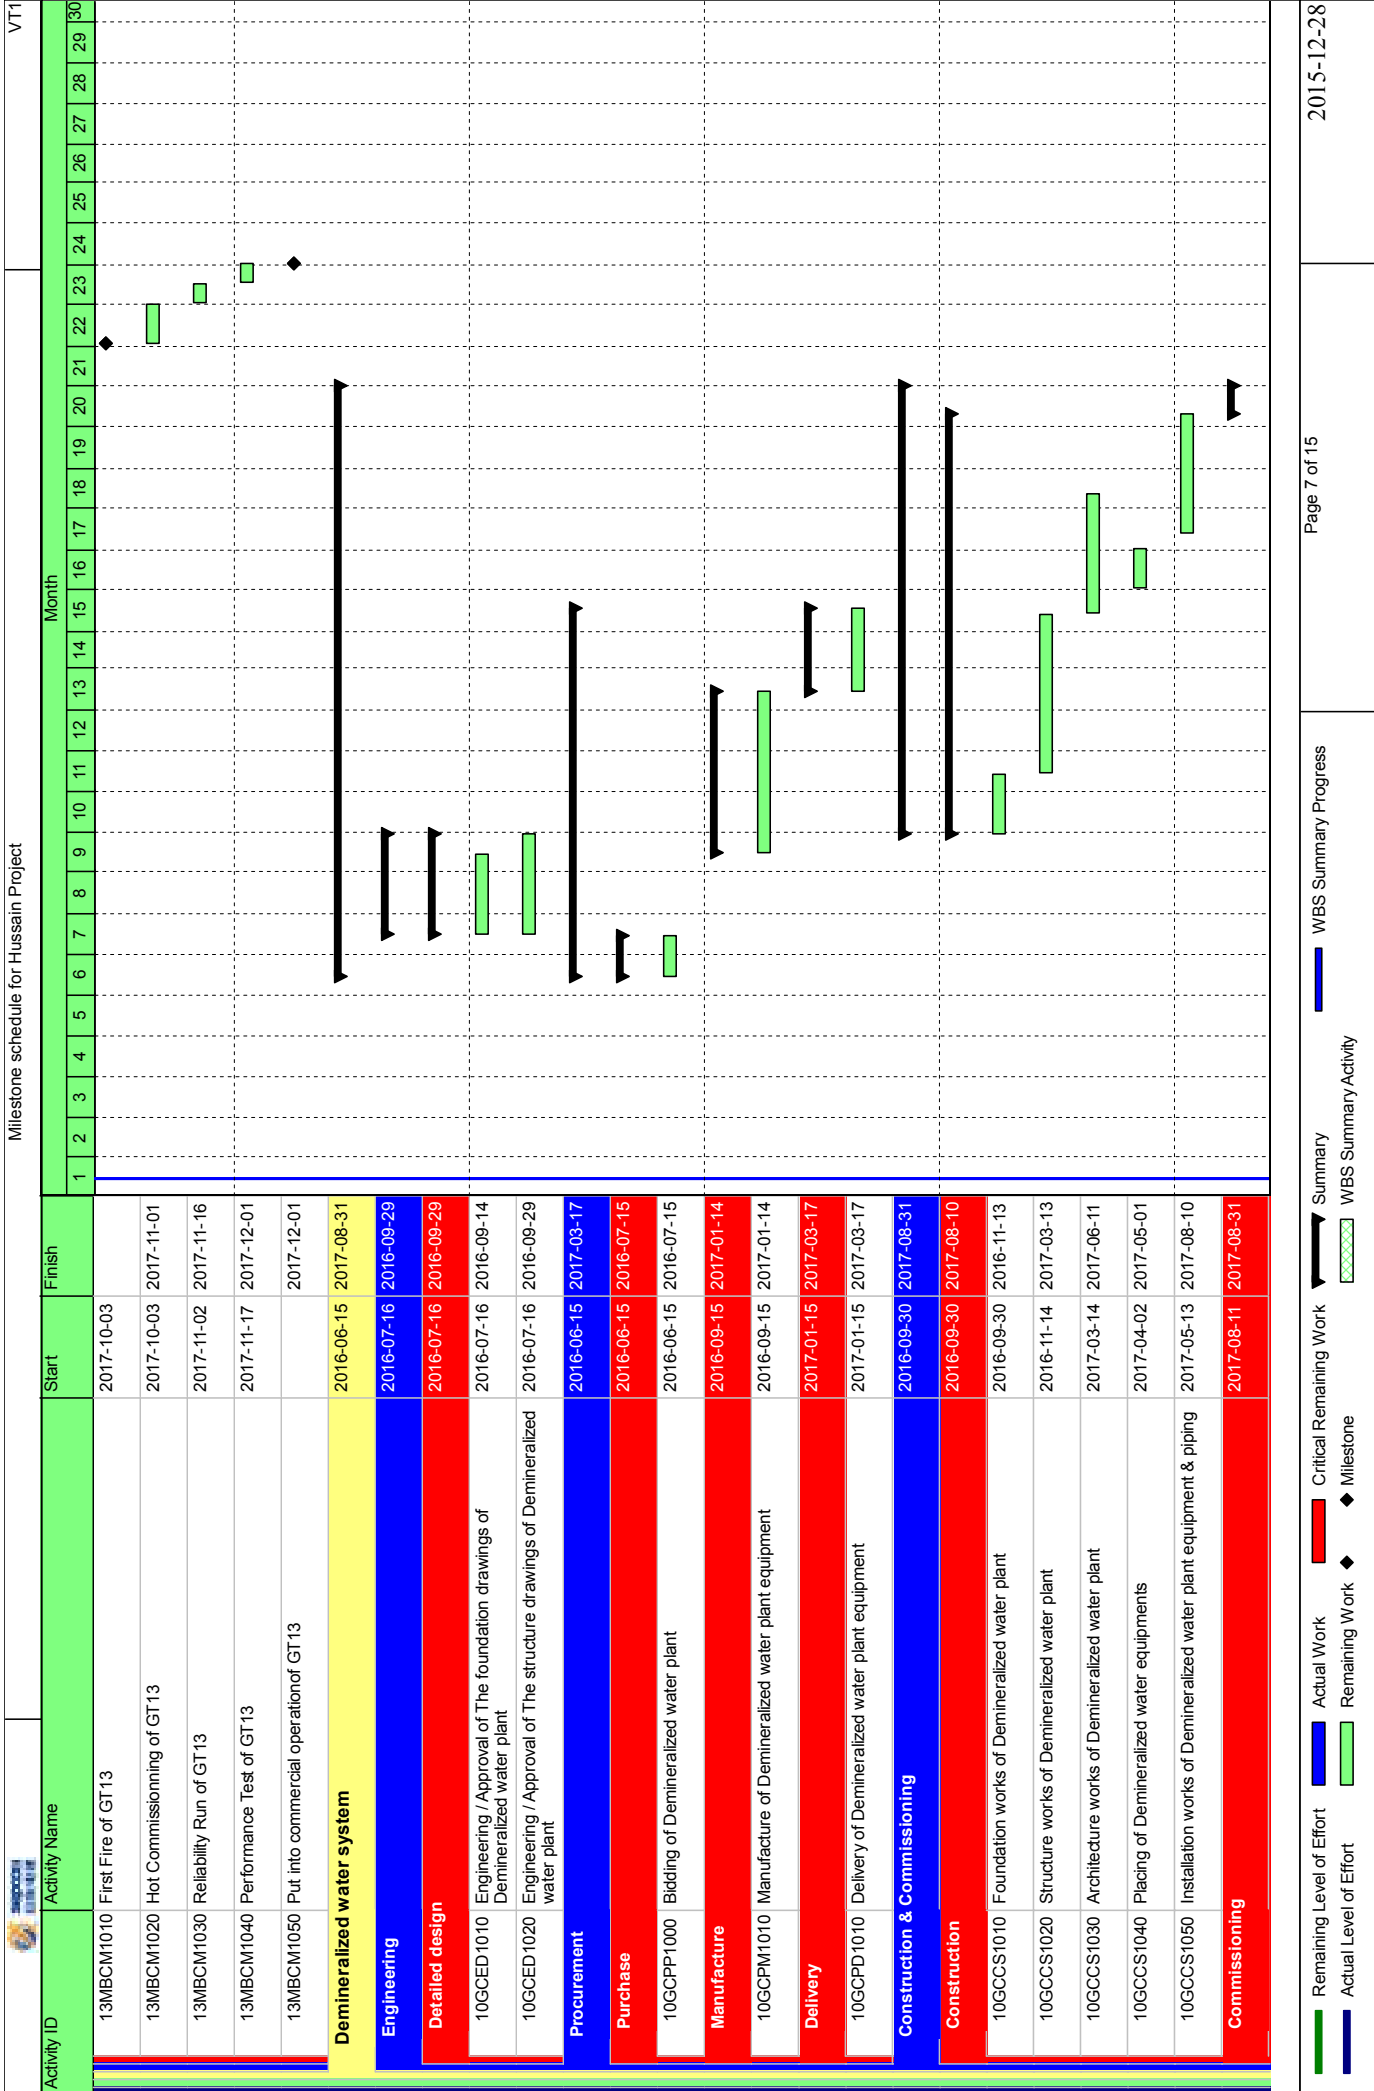 Milestone schedule for Hussain Project
VT1
Activity ID Activity Name Start Finish Month
1 2 3 4 5 6 7 8 9 10 11 12 13 14 15 16 17 18 19 20 21 22 23 24 25 26 27 28 29 30
13MBCM1010 First Fire of GT13 2017-10-03
13MBCM1020 Hot Commissionning of GT13 2017-10-03 2017-11-01
13MBCM1030 Reliability Run of GT13 2017-11-02 2017-11-16
13MBCM1040 Performance Test of GT13 2017-11-17 2017-12-01
13MBCM1050 Put into commercial operationof GT13 2017-12-01
Demineralized water system 2016-06-15 2017-08-31
Engineering 2016-07-16 2016-09-29
Detailed design 2016-07-16 2016-09-29
10GCED1010 Engineering / Approval of The foundation drawings of 2016-07-16 2016-09-14
Demineralized water plant
10GCED1020 Engineering / Approval of The structure drawings of Demineralized 2016-07-16 2016-09-29
water plant
Procurement 2016-06-15 2017-03-17
Purchase 2016-06-15 2016-07-15
10GCPP1000 Bidding of Demineralized water plant 2016-06-15 2016-07-15
Manufacture 2016-09-15 2017-01-14
10GCPM1010 Manufacture of Demineralized water plant equipment 2016-09-15 2017-01-14
Delivery 2017-01-15 2017-03-17
10GCPD1010 Delivery of Demineralized water plant equipment 2017-01-15 2017-03-17
Construction & Commissioning 2016-09-30 2017-08-31
Construction 2016-09-30 2017-08-10
10GCCS1010 Foundation works of Demineralized water plant 2016-09-30 2016-11-13
10GCCS1020 Structure works of Demineralized water plant 2016-11-14 2017-03-13
10GCCS1030 Architecture works of Demineralized water plant 2017-03-14 2017-06-11
10GCCS1040 Placing of Demineralized water equipments 2017-04-02 2017-05-01
10GCCS1050 Installation works of Demineralized water plant equipment & piping 2017-05-13 2017-08-10
Commissioning 2017-08-11 2017-08-31
Remaining Level of Effort Actual Work Critical Remaining Work Summary WBS Summary Progress
Actual Level of Effort Remaining Work Milestone WBS Summary Activity
Page 7 of 15
2015-12-28